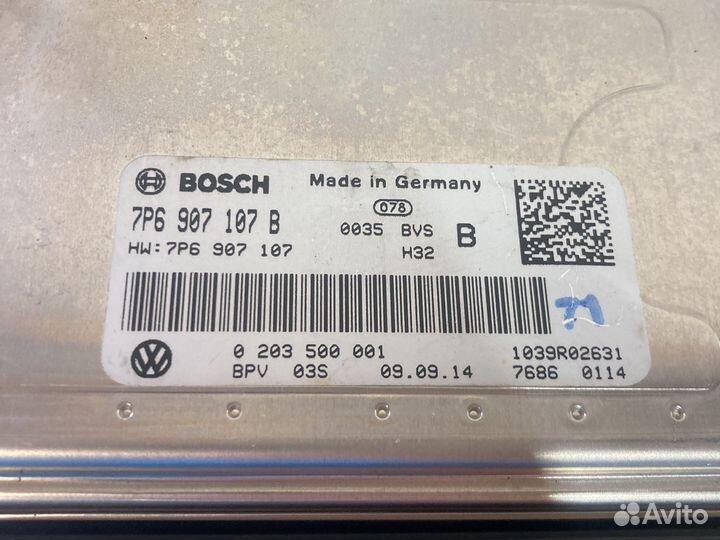 BOSCH Made in Germany
078
7P6 907 107 B 0035 BVS B
HW:7P6 907 107 H32
71
0 203 500 001 1039R02631
BPV 03S 09.09.14 7686 0114
Avito